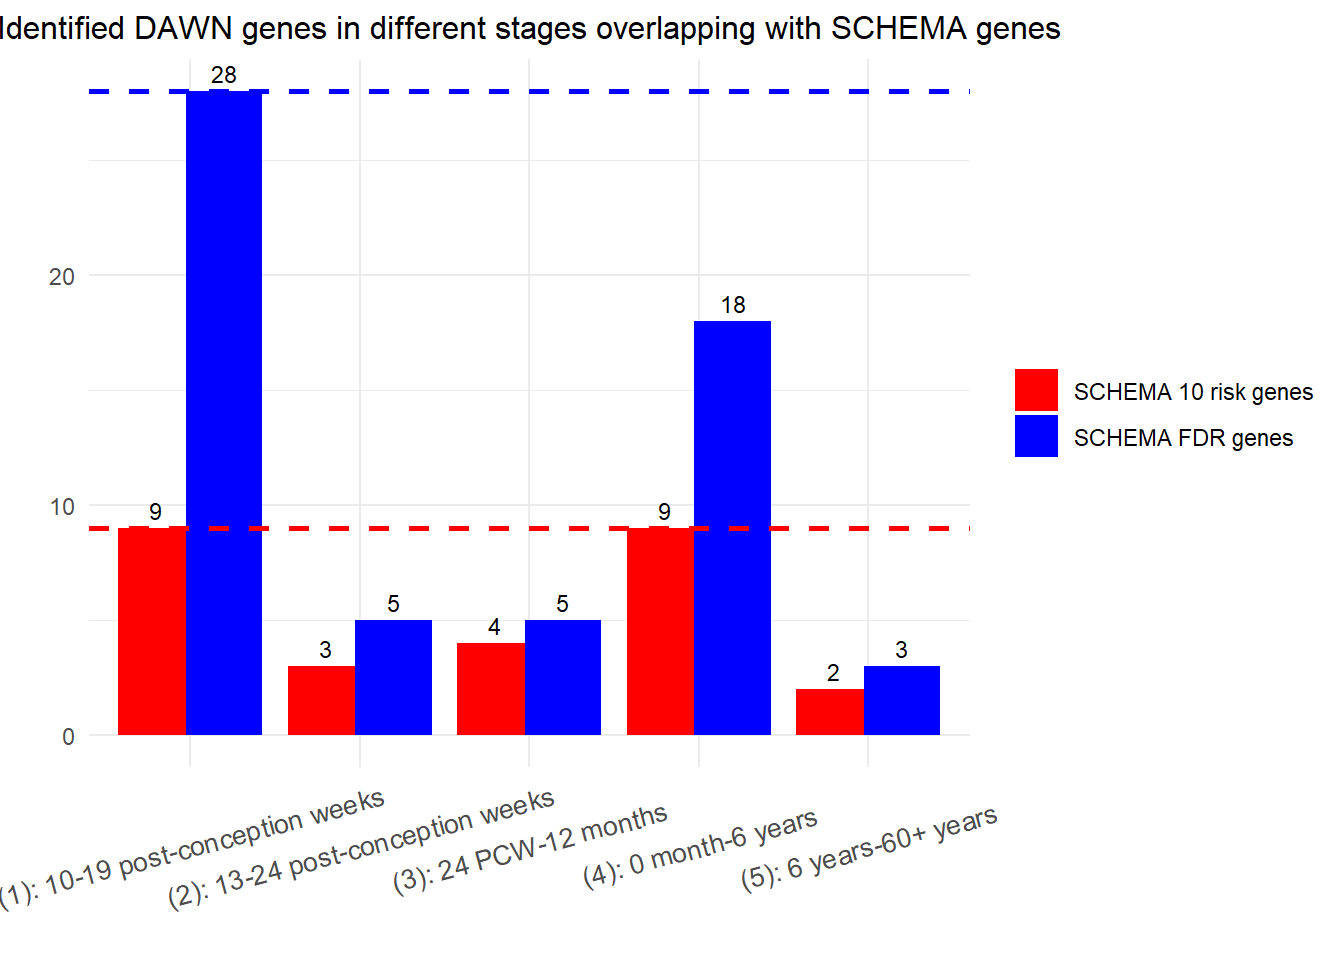 Identified DAWN genes in different stages overlapping with SCHEMA genes
28
20
18
10
9
9
5
5
4
3
3
2
0
SCHEMA 10 risk genes
SCHEMA FDR genes
(1): 10-19 post-conception weeks
(2): 13-24 post-conception weeks
(3): 24 PCW-12 months
(4): 0 month-6 years
(5): 6 years-60+ years